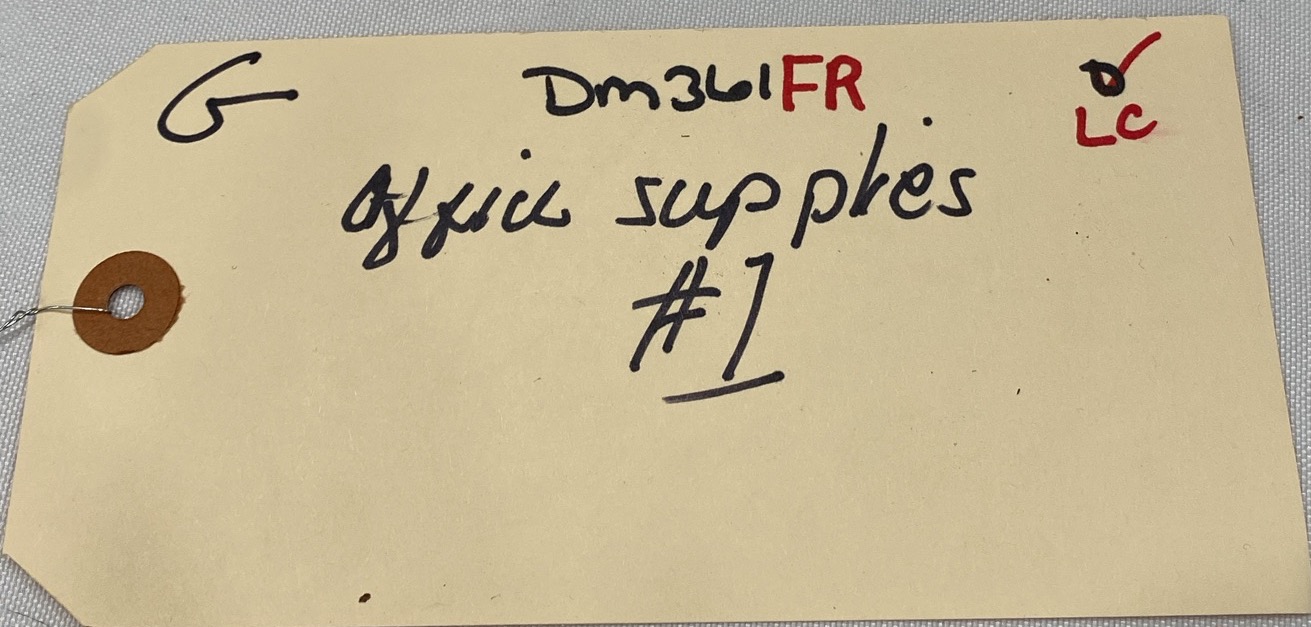 G Dm361FR D✓
LC
Office supplies
#1